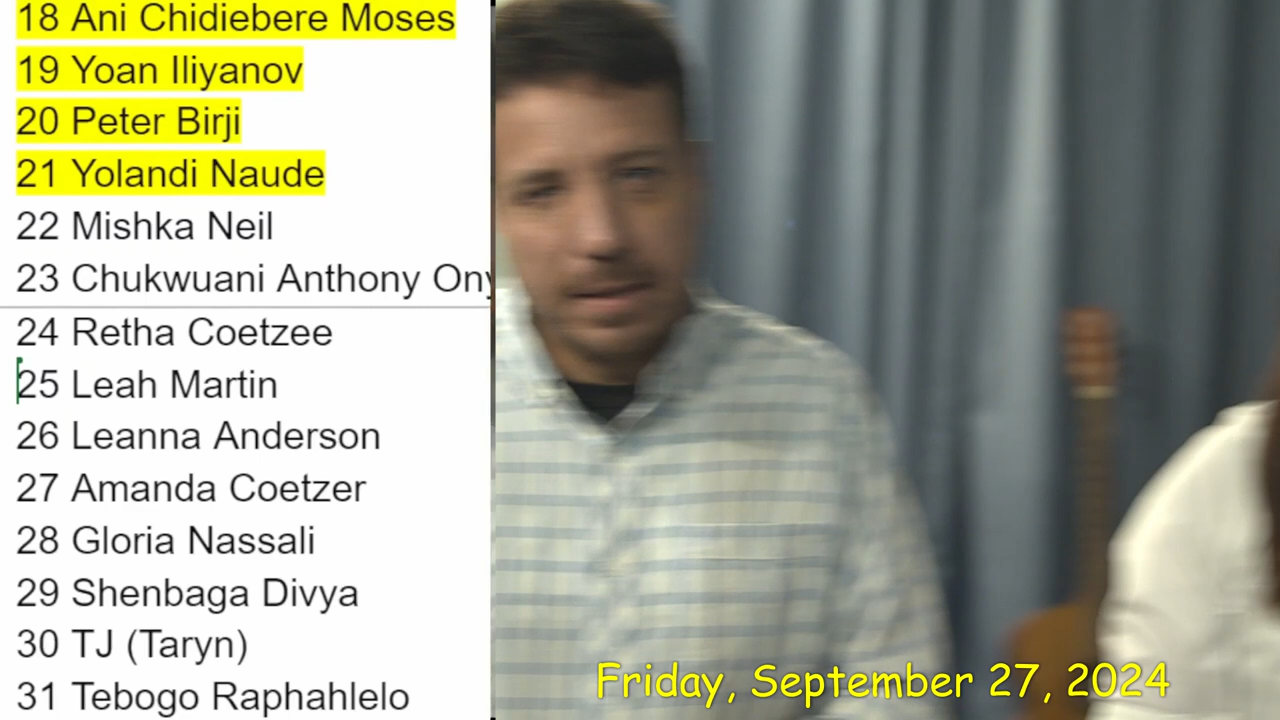 18 Ani Chidiebere Moses
19 Yoan Iliyanov
20 Peter Birji
21 Yolandi Naude
22 Mishka Neil
23 Chukwuani Anthony Ony
24 Retha Coetzee
25 Leah Martin
26 Leanna Anderson
27 Amanda Coetzer
28 Gloria Nassali
29 Shenbaga Divya
30 TJ (Taryn)
31 Tebogo Raphahlelo
Friday, September 27, 2024